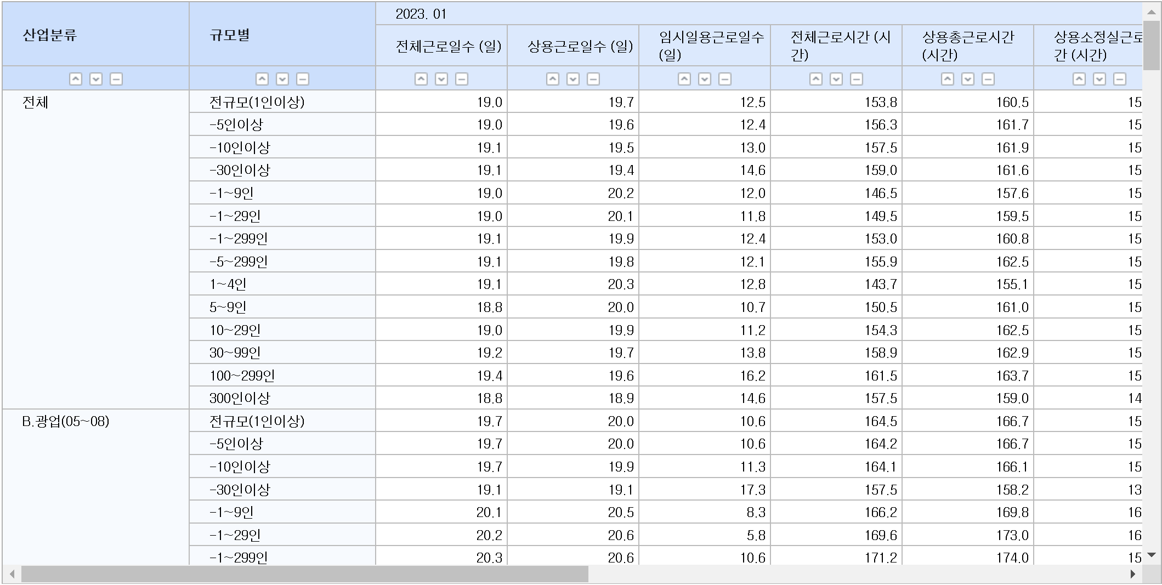 산업분류 규모별 2023. 01
전체근로일수 (일) 상용근로일수 (일) 임시일용근로일수 (일) 전체근로시간 (시간) 상용총근로시간 (시간) 상용소정실근로 간 (시간)
전체 전규모(1인이상) 19.0 19.7 12.5 153.8 160.5 15
-5인이상 19.0 19.6 12.4 156.3 161.7 15
-10인이상 19.1 19.5 13.0 157.5 161.9 15
-30인이상 19.1 19.4 14.6 159.0 161.6 15
-1~9인 19.0 20.2 12.0 146.5 157.6 15
-1~29인 19.0 20.1 11.8 149.5 159.5 15
-1~299인 19.1 19.9 12.4 153.0 160.8 15
-5~299인 19.1 19.8 12.1 155.9 162.5 15
1~4인 19.1 20.3 12.8 143.7 155.1 15
5~9인 18.8 20.0 10.7 150.5 161.0 15
10~29인 19.0 19.9 11.2 154.3 162.5 15
30~99인 19.2 19.7 13.8 158.9 162.9 15
100~299인 19.4 19.6 16.2 161.5 163.7 15
300인이상 18.8 18.9 14.6 157.5 159.0 14
B.광업(05~08) 전규모(1인이상) 19.7 20.0 10.6 164.5 166.7 15
-5인이상 19.7 20.0 10.6 164.2 166.7 15
-10인이상 19.7 19.9 11.3 164.1 166.1 15
-30인이상 19.1 19.1 17.3 157.5 158.2 13
-1~9인 20.1 20.5 8.3 166.2 169.8 16
-1~29인 20.2 20.6 5.8 169.6 173.0 16
-1~299인 20.3 20.6 10.6 171.2 174.0 15